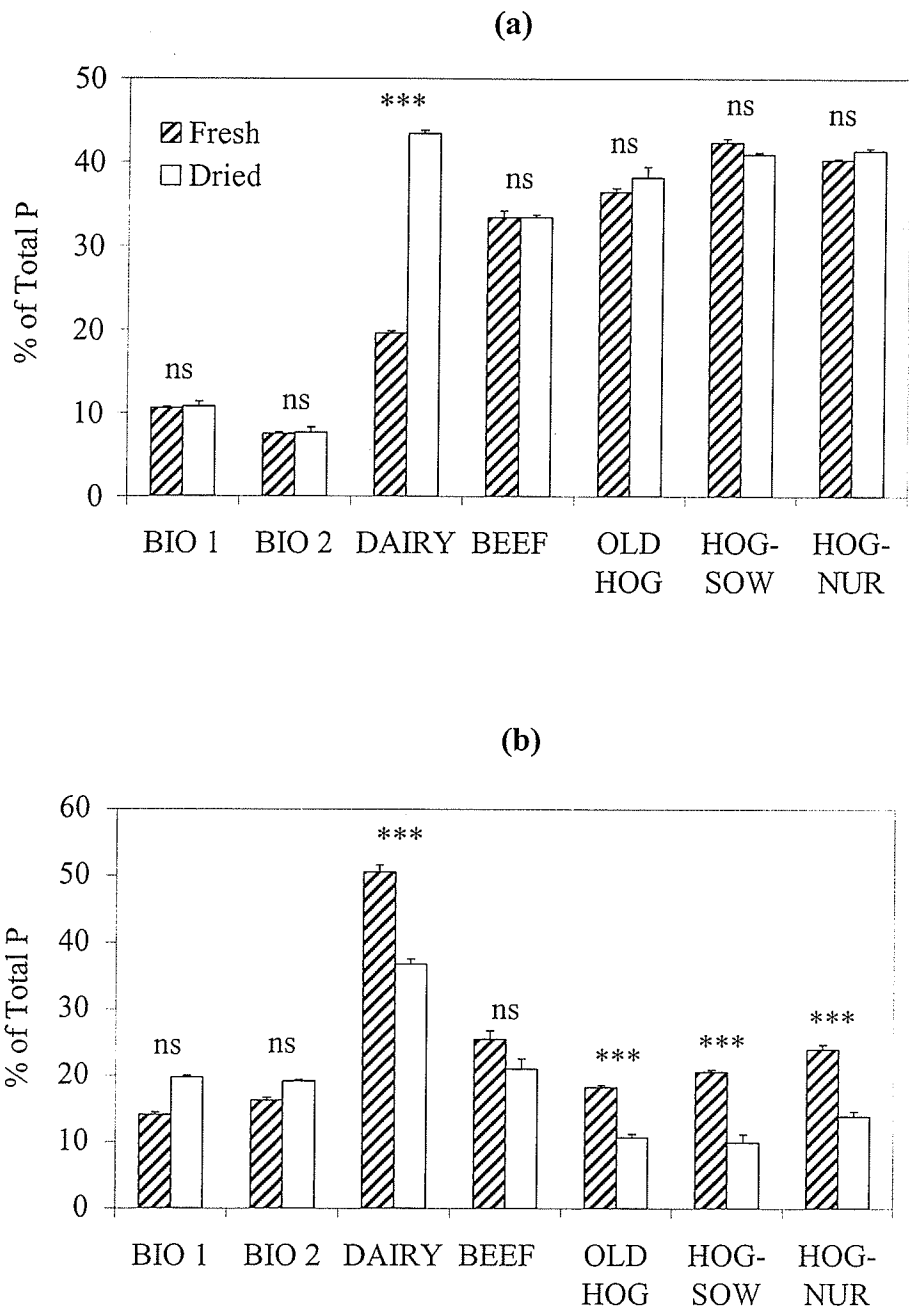 (a)
% of Total P
50
40
30
20
10
0
Fresh
Dried
ns
ns
***
ns
ns
ns
ns
BIO 1 BIO 2 DAIRY BEEF OLD HOG- HOG-
HOG SOW NUR
(b)
% of Total P
60
50
40
30
20
10
0
ns
ns
***
ns
***
***
***
BIO 1 BIO 2 DAIRY BEEF OLD HOG- HOG-
HOG SOW NUR